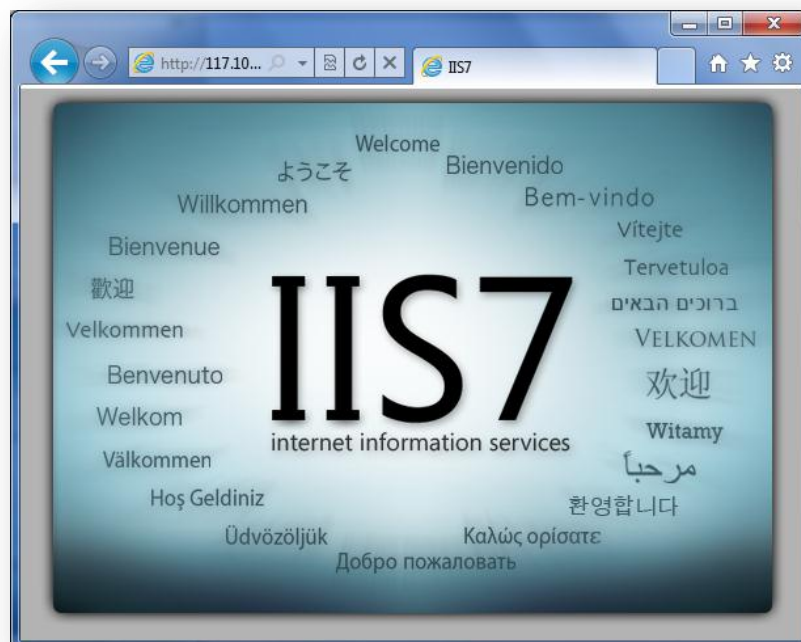 http://117.10...
IIS7
Welcome
ようこそ
Bienvenido
Willkommen
Bem-vindo
Vítejte
Bienvenue
Tervetuloa
歡迎
ברוכים הבאים
Velkommen
VELKOMEN
Benvenuto
欢迎
Welkom
Witamy
Välkommen
مرحباً
Hoş Geldiniz
환영합니다
Üdvözöljük
Καλώς ορίσατε
Добро пожаловать
IIS7
internet information services